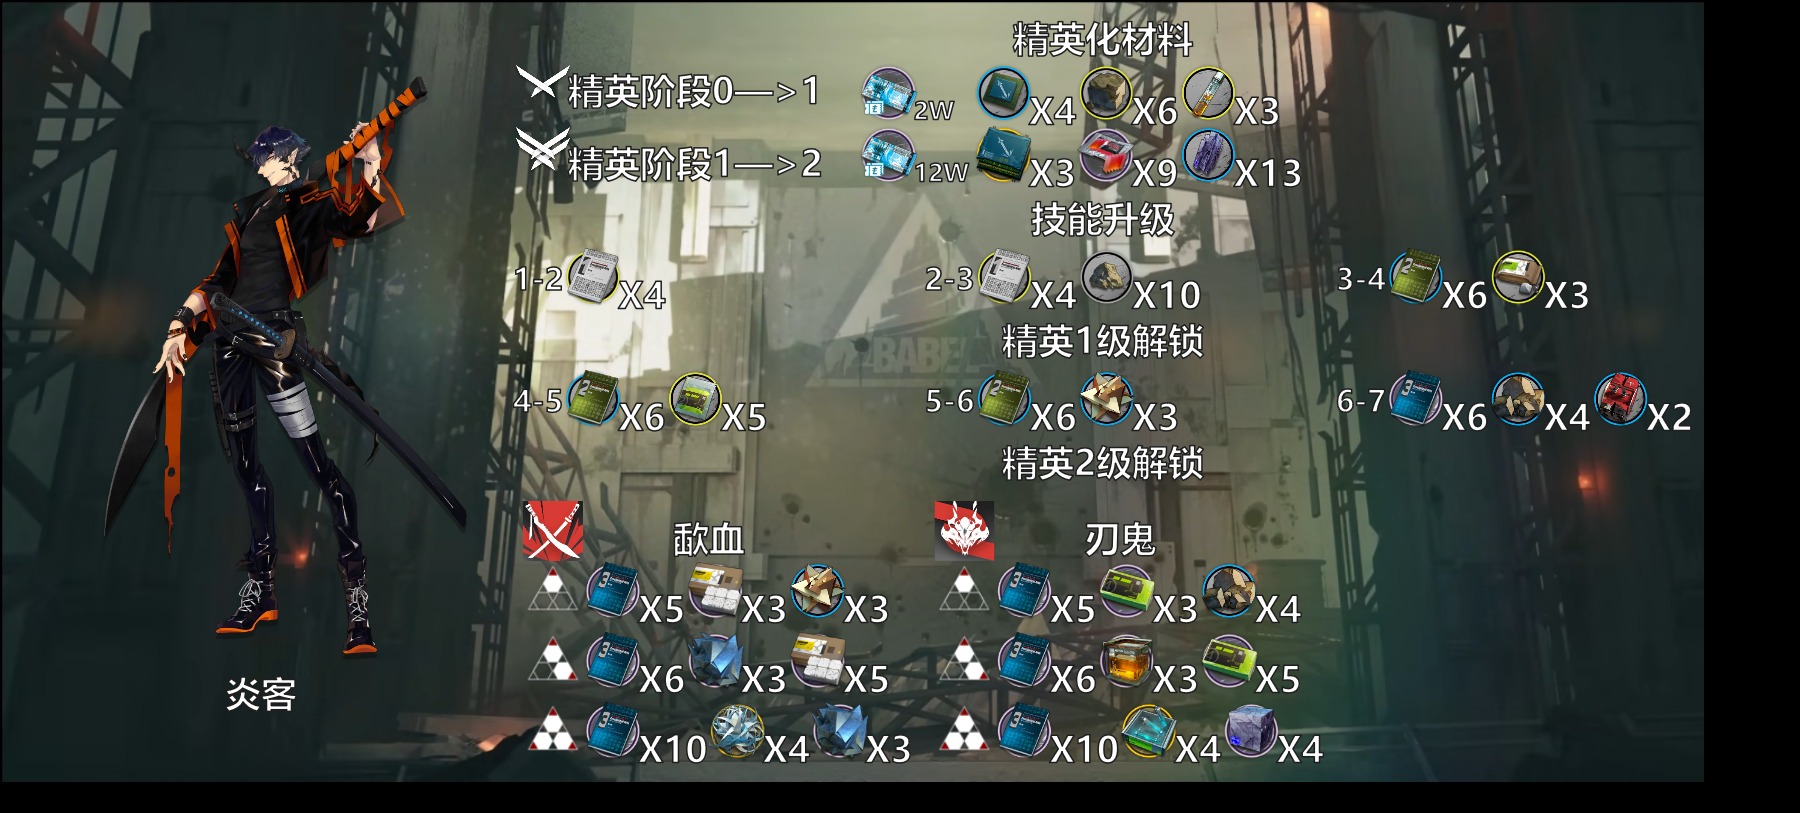 精英化材料
精英阶段0—>1 2W X4 X6 X3
精英阶段1—>2 12W X3 X9 X13
技能升级
1-2 X4 2-3 X4 X10 3-4 X6 X3
BABEL
精英1级解锁
4-5 X6 X5 5-6 X6 X3 6-7 X6 X4 X2
精英2级解锁
歃血 刃鬼
X5 X3 X3 X5 X3 X4
X6 X3 X5 X6 X3 X5
炎客
X10 X4 X3 X10 X4 X4